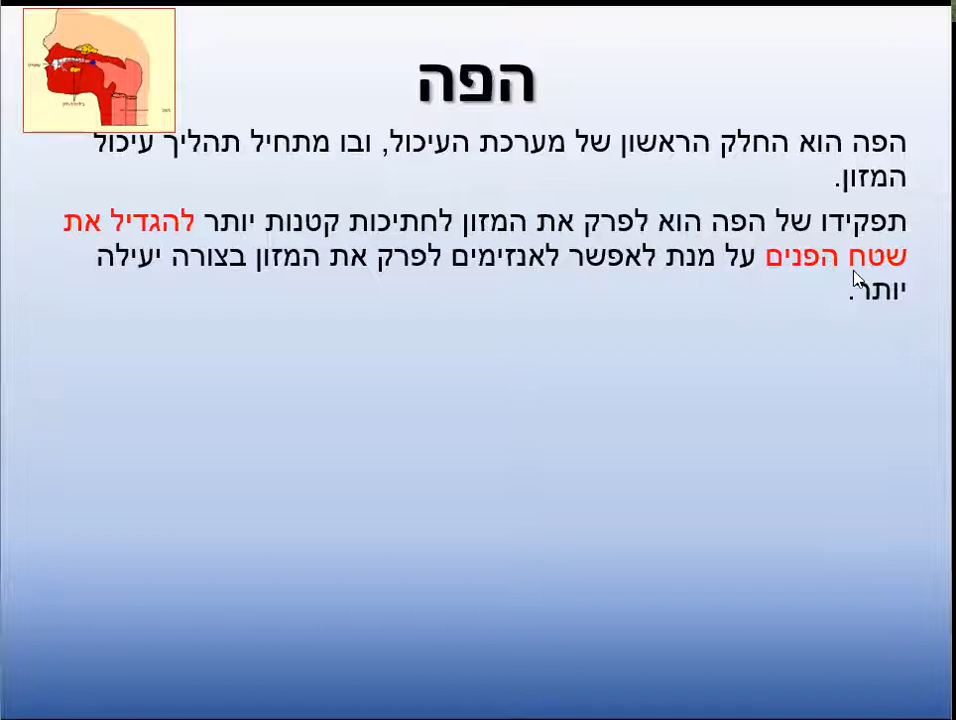 הפה
הפה הוא החלק הראשון של מערכת העיכול, ובו מתחיל תהליך עיכול
המזון.
תפקידו של הפה הוא לפרק את המזון לחתיכות קטנות יותר להגדיל את
שטח הפנים על מנת לאפשר לאנזימים לפרק את המזון בצורה יעילה
יותר.